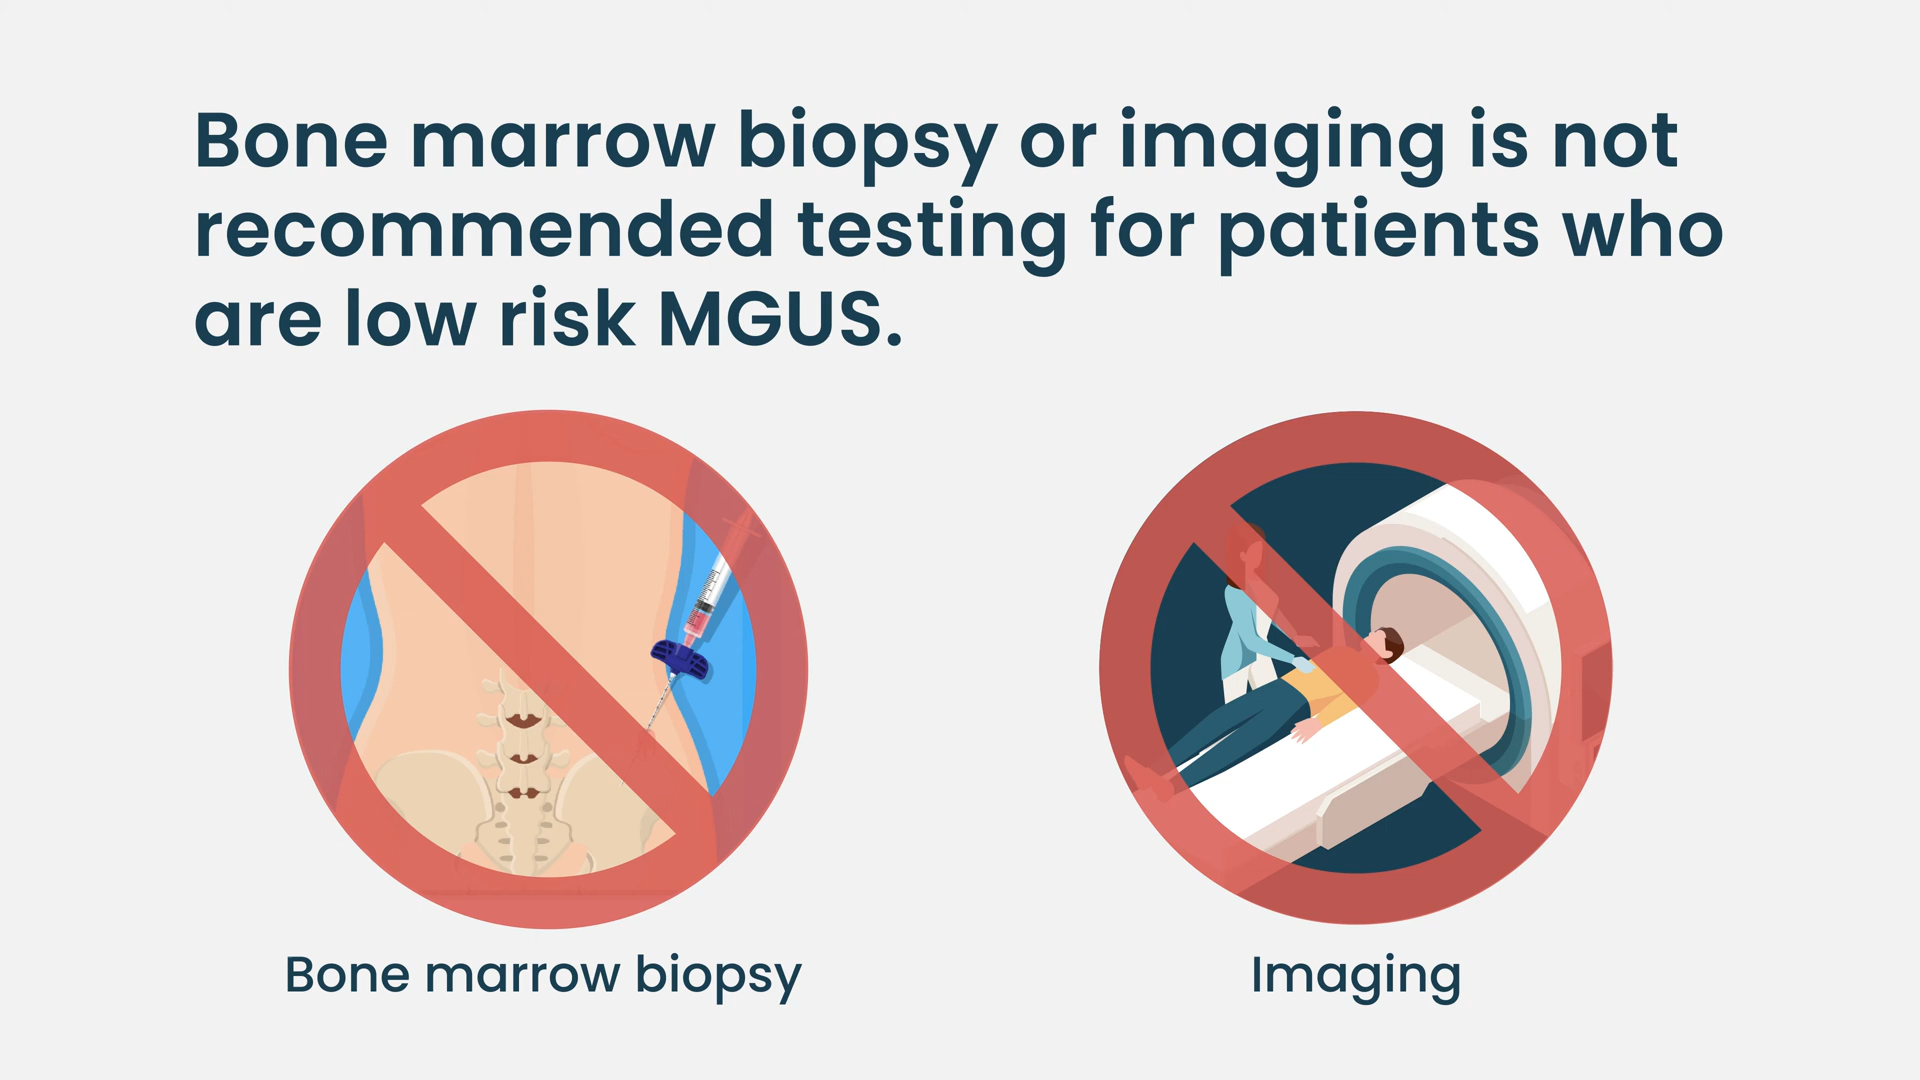 Bone marrow biopsy or imaging is not
recommended testing for patients who
are low risk MGUS.
Bone marrow biopsy
Imaging